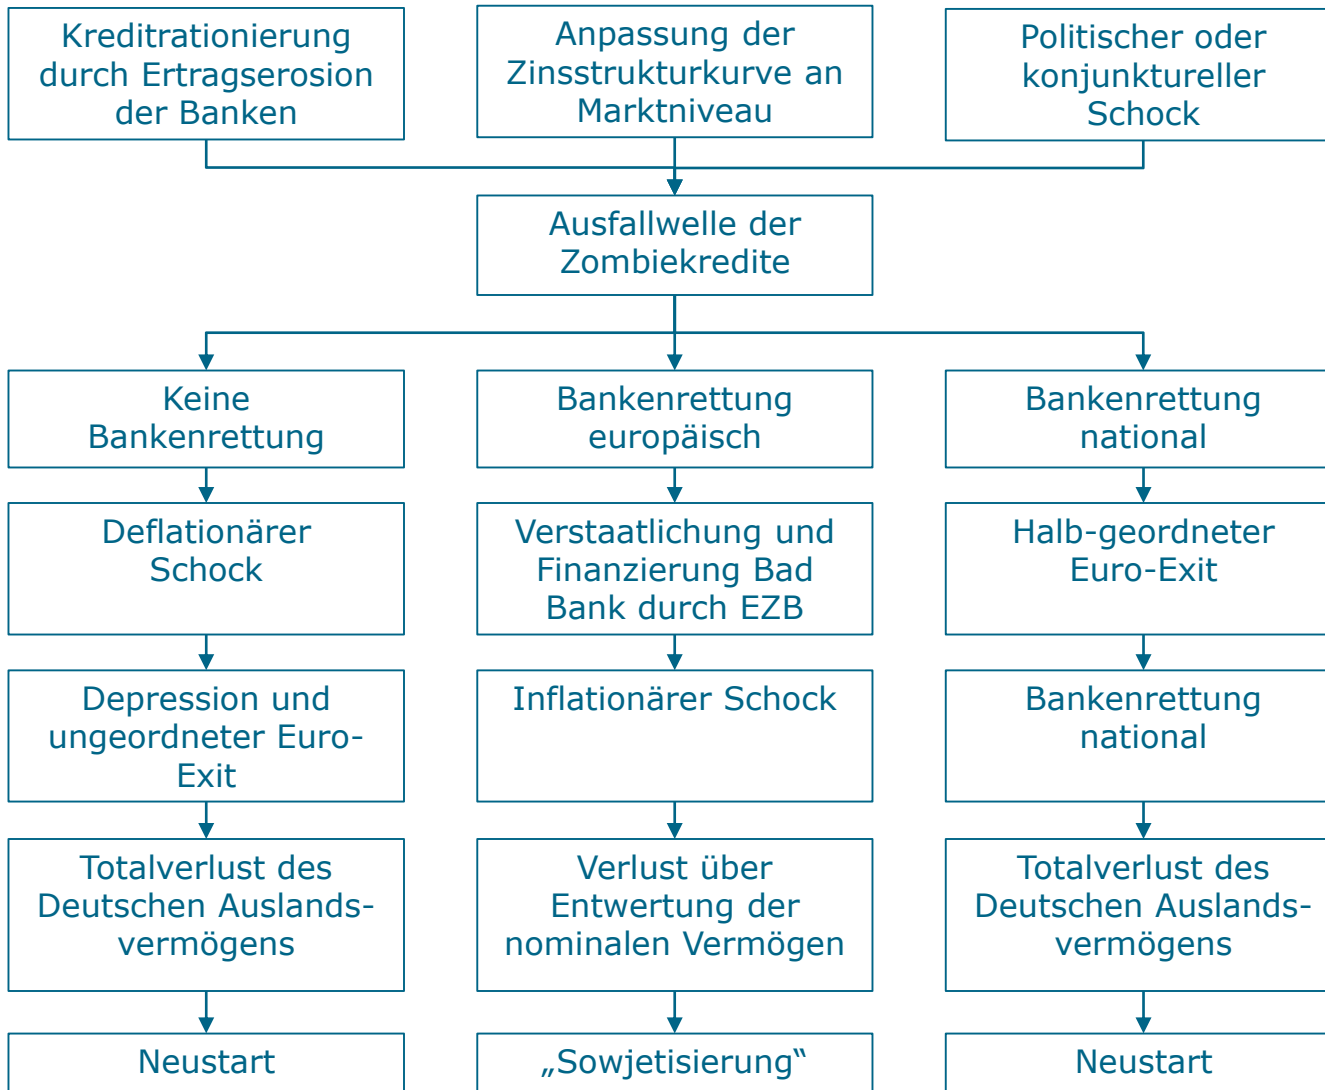 Kreditrationierung
durch Ertragserosion
der Banken
Anpassung der
Zinsstrukturkurve an
Marktniveau
Politischer oder
konjunktureller
Schock
Ausfallwelle der
Zombiekredite
Keine
Bankenrettung
Bankenrettung
europäisch
Bankenrettung
national
Deflationärer
Schock
Verstaatlichung und
Finanzierung Bad
Bank durch EZB
Halb-geordneter
Euro-Exit
Depression und
ungeordneter Euro-
Exit
Inflationärer Schock
Bankenrettung
national
Totalverlust des
Deutschen Auslands-
vermögens
Verlust über
Entwertung der
nominalen Vermögen
Totalverlust des
Deutschen Auslands-
vermögens
Neustart
„Sowjetisierung“
Neustart